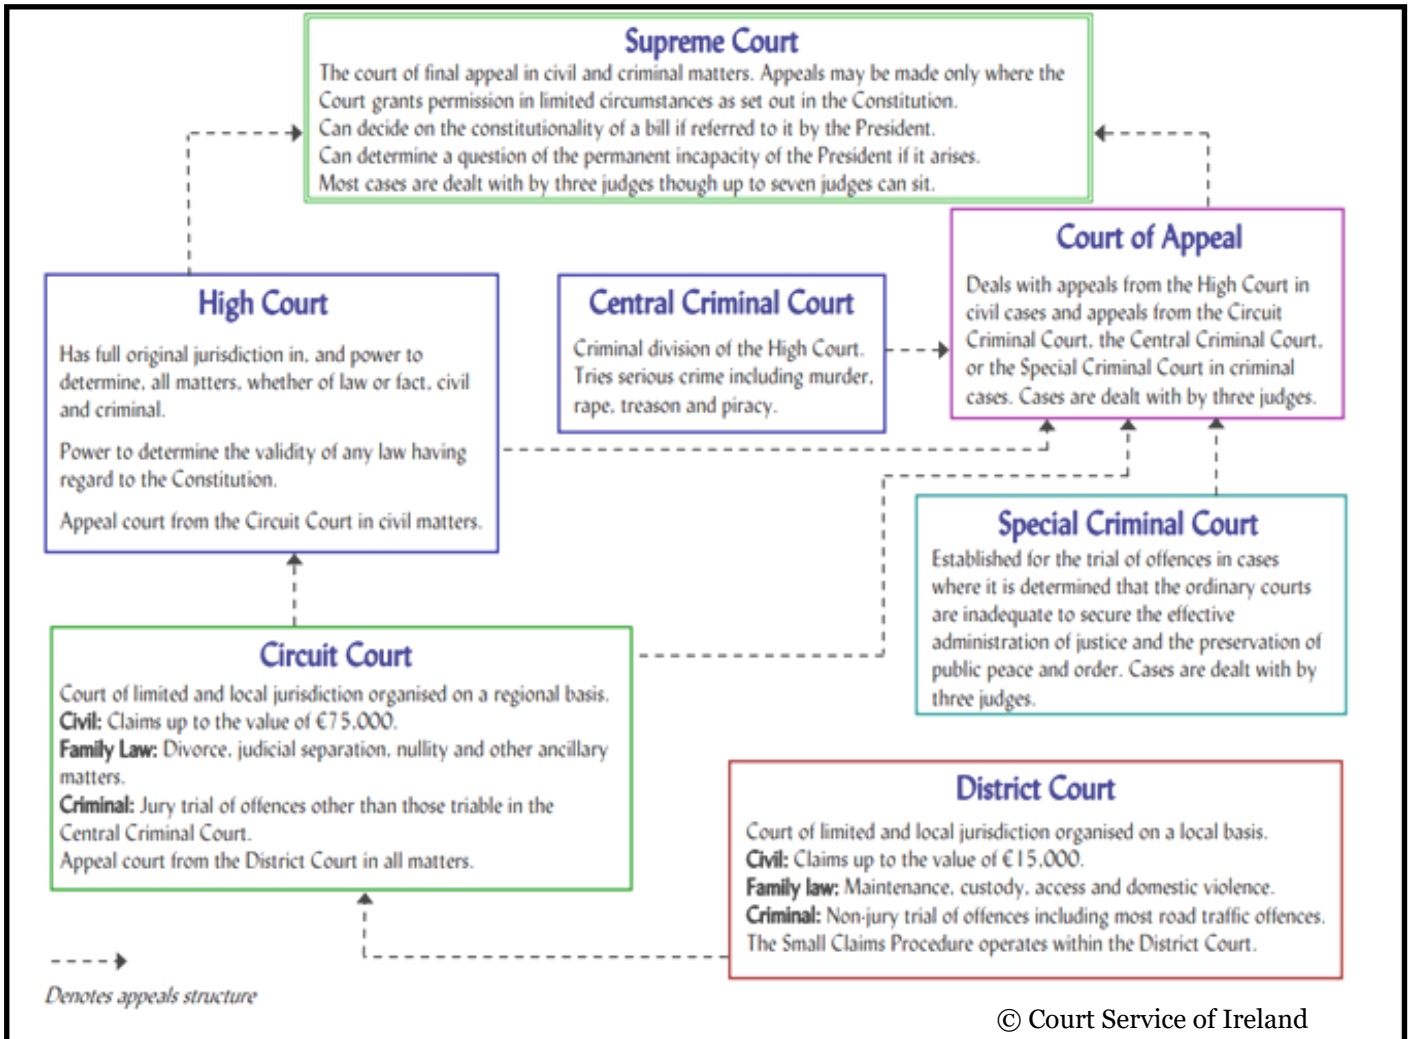 Supreme Court
The court of final appeal in civil and criminal matters. Appeals may be made only where the
Court grants permission in limited circumstances as set out in the Constitution.
Can decide on the constitutionality of a bill if referred to it by the President.
Can determine a question of the permanent incapacity of the President if it arises.
Most cases are dealt with by three judges though up to seven judges can sit.
Court of Appeal
Deals with appeals from the High Court in
civil cases and appeals from the Circuit
Criminal Court, the Central Criminal Court,
or the Special Criminal Court in criminal
cases. Cases are dealt with by three judges.
High Court
Has full original jurisdiction in, and power to
determine, all matters, whether of law or fact, civil
and criminal.
Power to determine the validity of any law having
regard to the Constitution.
Appeal court from the Circuit Court in civil matters.
Central Criminal Court
Criminal division of the High Court.
Tries serious crime including murder,
rape, treason and piracy.
Special Criminal Court
Established for the trial of offences in cases
where it is determined that the ordinary courts
are inadequate to secure the effective
administration of justice and the preservation of
public peace and order. Cases are dealt with by
three judges.
Circuit Court
Court of limited and local jurisdiction organised on a regional basis.
Civil: Claims up to the value of €75,000.
Family Law: Divorce, judicial separation, nullity and other ancillary
matters.
Criminal: Jury trial of offences other than those triable in the
Central Criminal Court.
Appeal court from the District Court in all matters.
District Court
Court of limited and local jurisdiction organised on a local basis.
Civil: Claims up to the value of €15,000.
Family law: Maintenance, custody, access and domestic violence.
Criminal: Non-jury trial of offences including most road traffic offences.
The Small Claims Procedure operates within the District Court.
Denotes appeals structure
© Court Service of Ireland